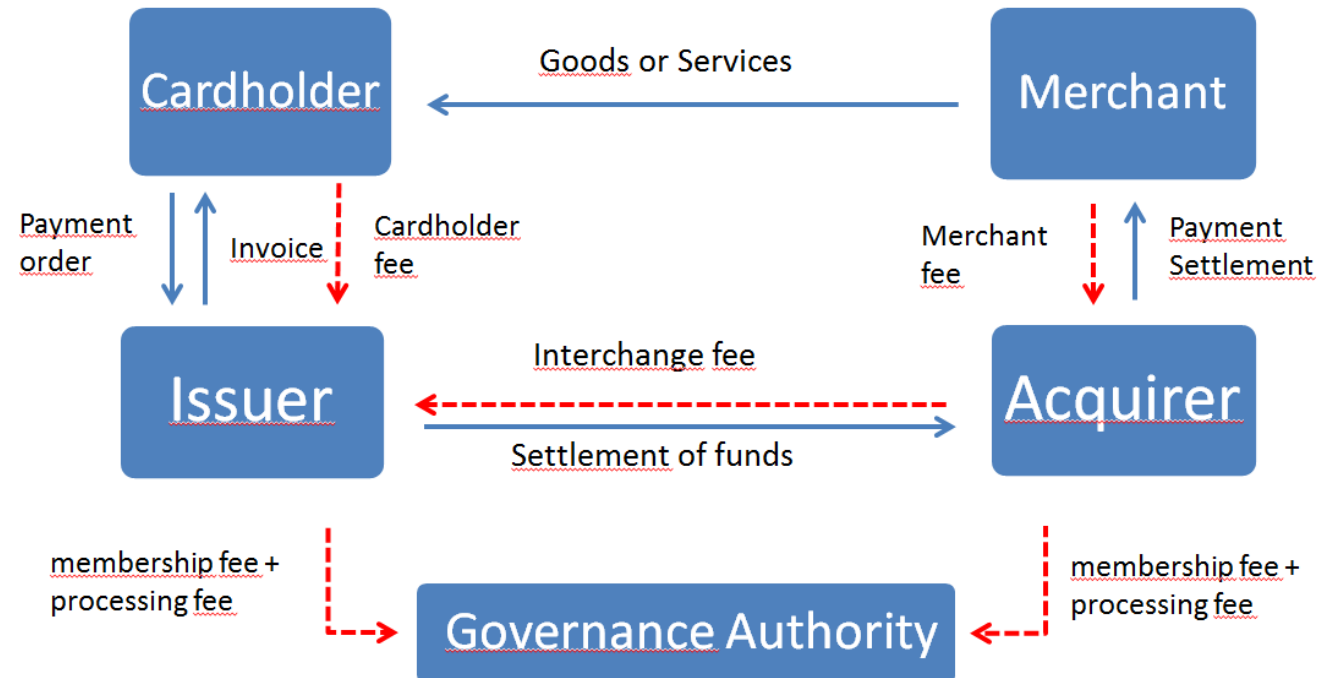 Cardholder
Goods or Services
Merchant
Payment
order
Invoice
Cardholder
fee
Merchant
fee
Payment
Settlement
Issuer
Interchange fee
Settlement of funds
Acquirer
membership fee +
processing fee
Governance Authority
membership fee +
processing fee